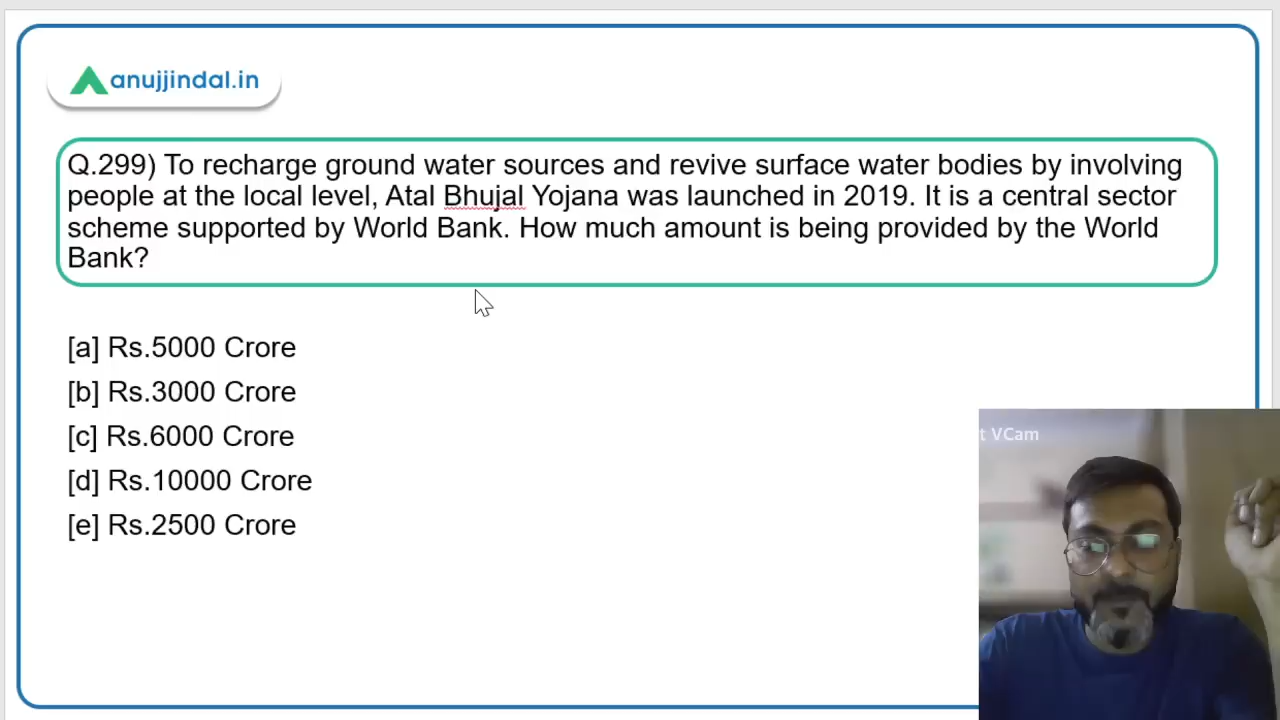 anujjindal.in
Q.299) To recharge ground water sources and revive surface water bodies by involving
people at the local level, Atal Bhujal Yojana was launched in 2019. It is a central sector
scheme supported by World Bank. How much amount is being provided by the World
Bank?
[a] Rs.5000 Crore
[b] Rs.3000 Crore
[c] Rs.6000 Crore
[d] Rs.10000 Crore
[e] Rs.2500 Crore
t VCam